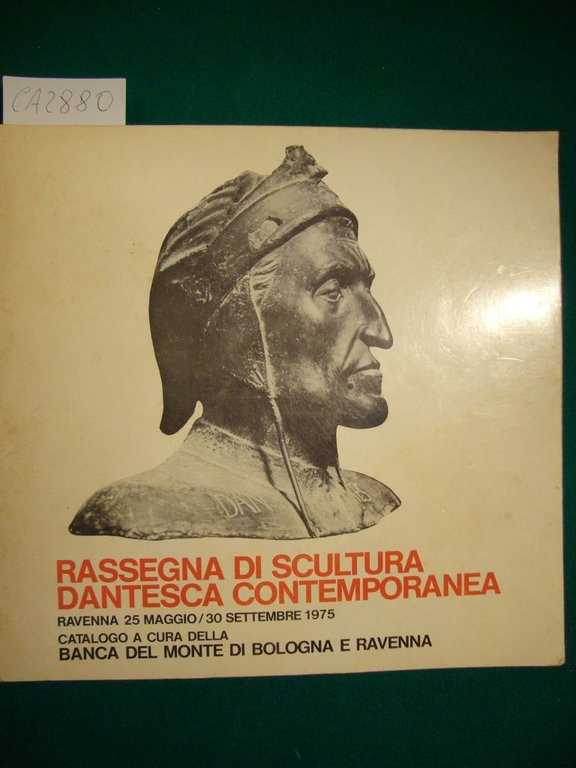 CA2880
DAN
RASSEGNA DI SCULTURA
DANTESCA CONTEMPORANEA
RAVENNA 25 MAGGIO/30 SETTEMBRE 1975
CATALOGO A CURA DELLA
BANCA DEL MONTE DI BOLOGNA E RAVENNA